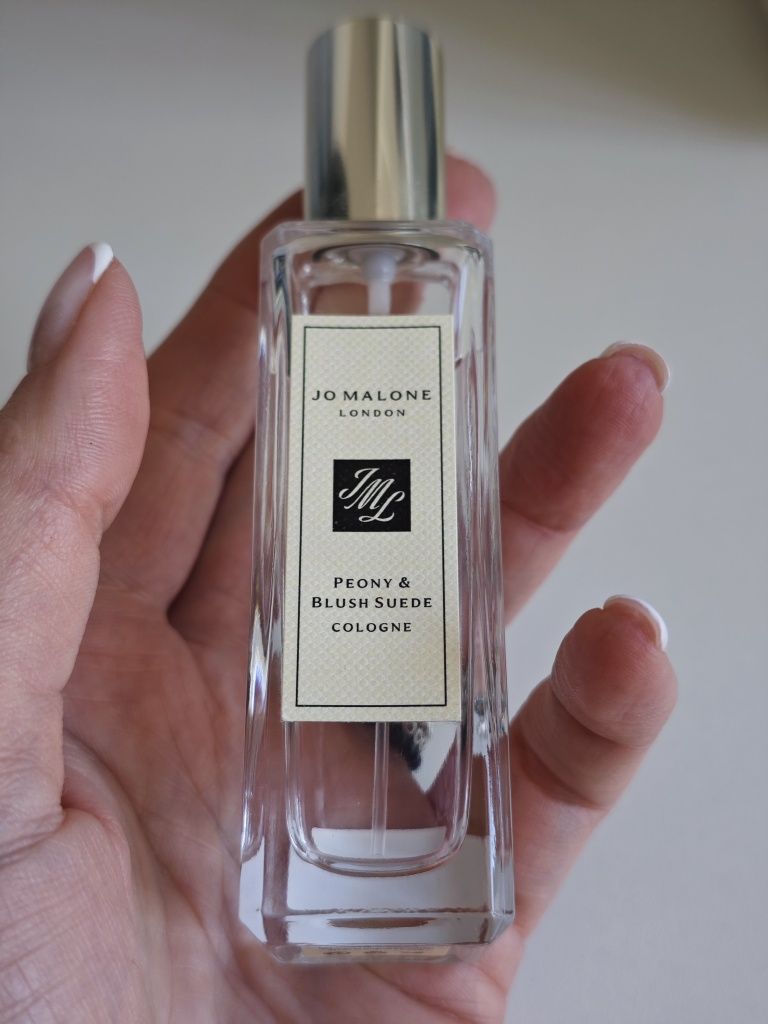 JO MALONE
LONDON
JML
PEONY &
BLUSH SUEDE
COLOGNE